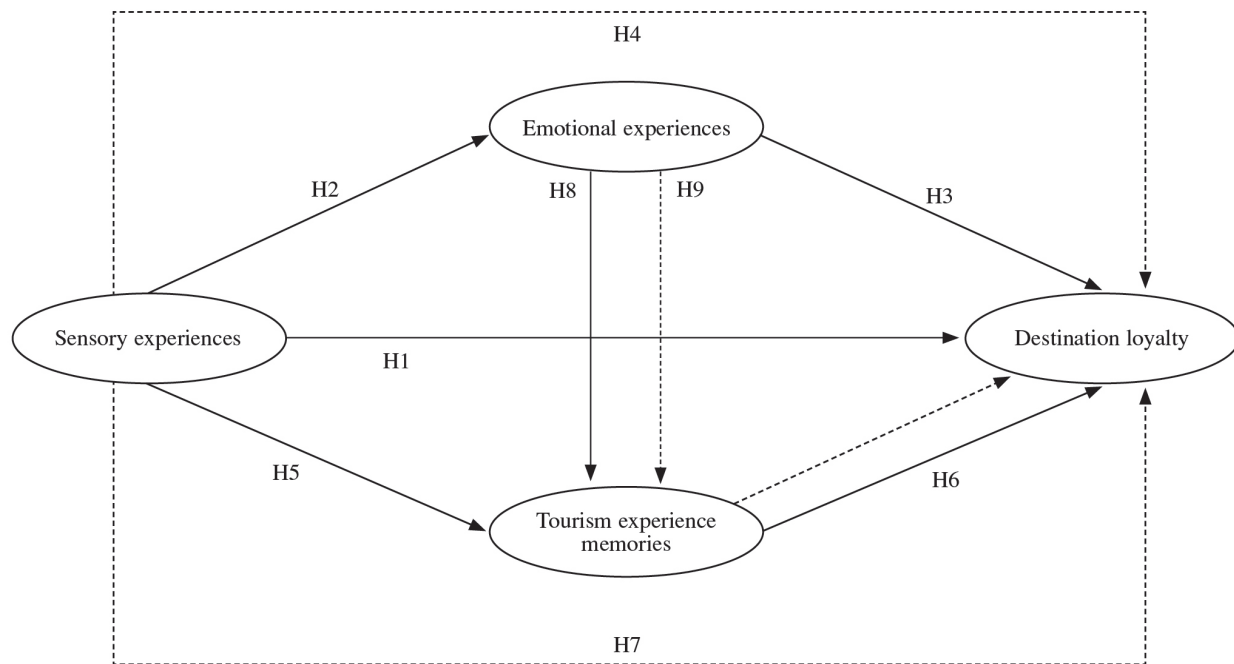 H4
Emotional experiences
H2
H8
H9
H3
Sensory experiences
H1
Destination loyalty
H5
Tourism experience
memories
H6
H7